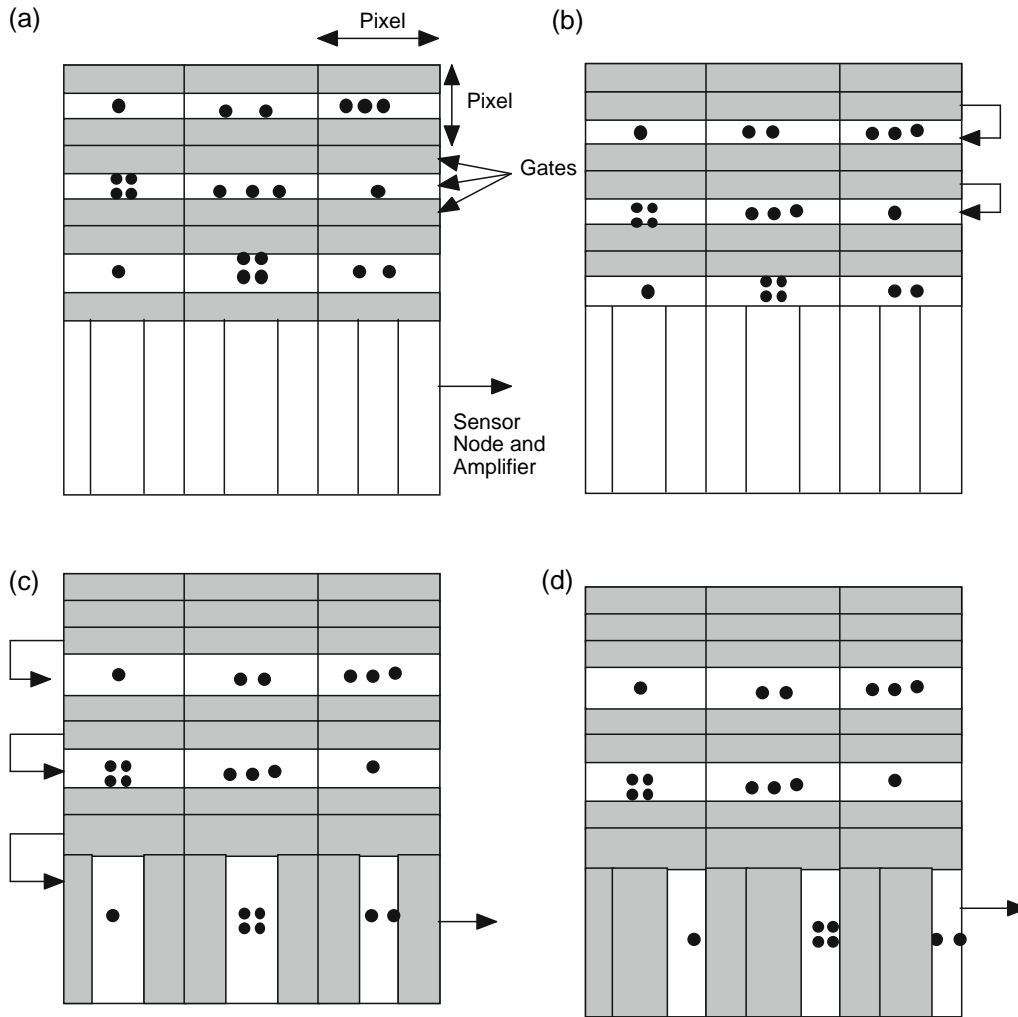 (a)
Pixel
Pixel
Gates
Sensor
Node and
Amplifier
(b)
(c)
(d)